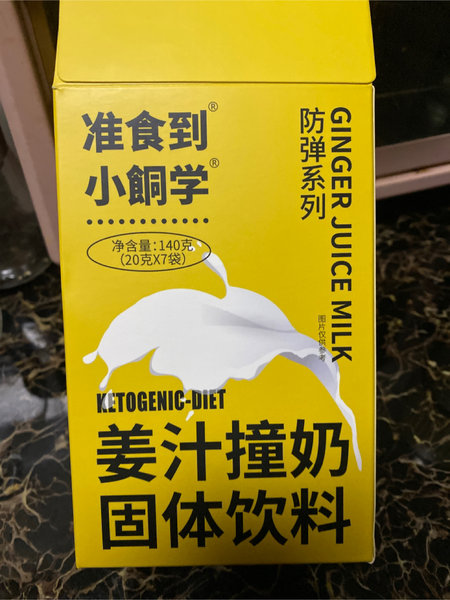 准食到®
小餇学®
净含量:140克
(20克X7袋)
防弹系列
GINGER JUICE MILK
图片仅供参考
KETOGENIC-DIET
姜汁撞奶
固体饮料